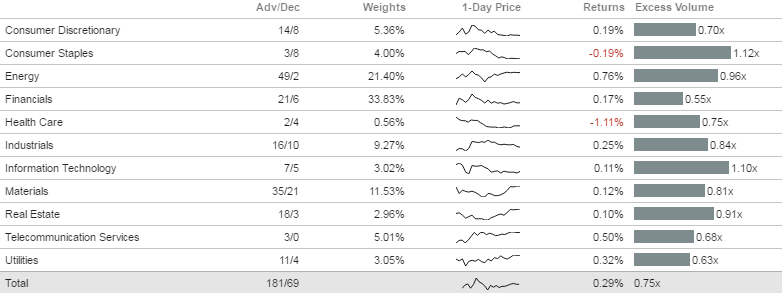 Adv/Dec Weights 1-Day Price Returns Excess Volume
Consumer Discretionary 14/8 5.36% 0.19% 0.70x
Consumer Staples 3/8 4.00% -0.19% 1.12x
Energy 49/2 21.40% 0.76% 0.96x
Financials 21/6 33.83% 0.17% 0.55x
Health Care 2/4 0.56% -1.11% 0.75x
Industrials 16/10 9.27% 0.25% 0.84x
Information Technology 7/5 3.02% 0.11% 1.10x
Materials 35/21 11.53% 0.12% 0.81x
Real Estate 18/3 2.96% 0.10% 0.91x
Telecommunication Services 3/0 5.01% 0.50% 0.68x
Utilities 11/4 3.05% 0.32% 0.63x
Total 181/69 0.29% 0.75x